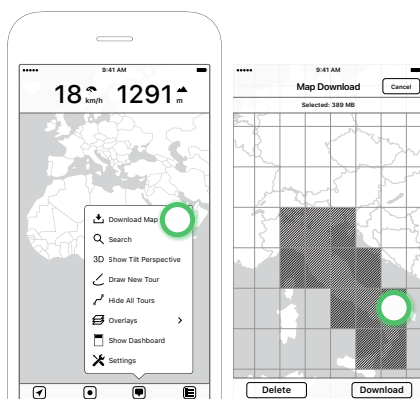 9:41 AM
18 km/h 1291 m
Download Map
Search
3D Show Tilt Perspective
Draw New Tour
Hide All Tours
Overlays
Show Dashboard
Settings
9:41 AM
Map Download Cancel
Selected: 389 MB
Delete Download